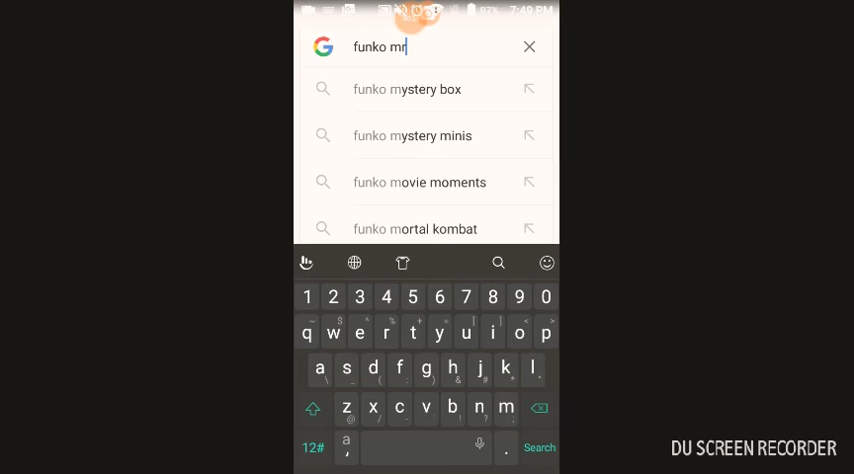 97% 7:49 PM
funko mr
funko mystery box
funko mystery minis
funko movie moments
funko mortal kombat
1 2 3 4 5 6 7 8 9 0
q w e r t y u i o p
a s d f g h j k l
z x c v b n m
12# a , . Search
DU SCREEN RECORDER